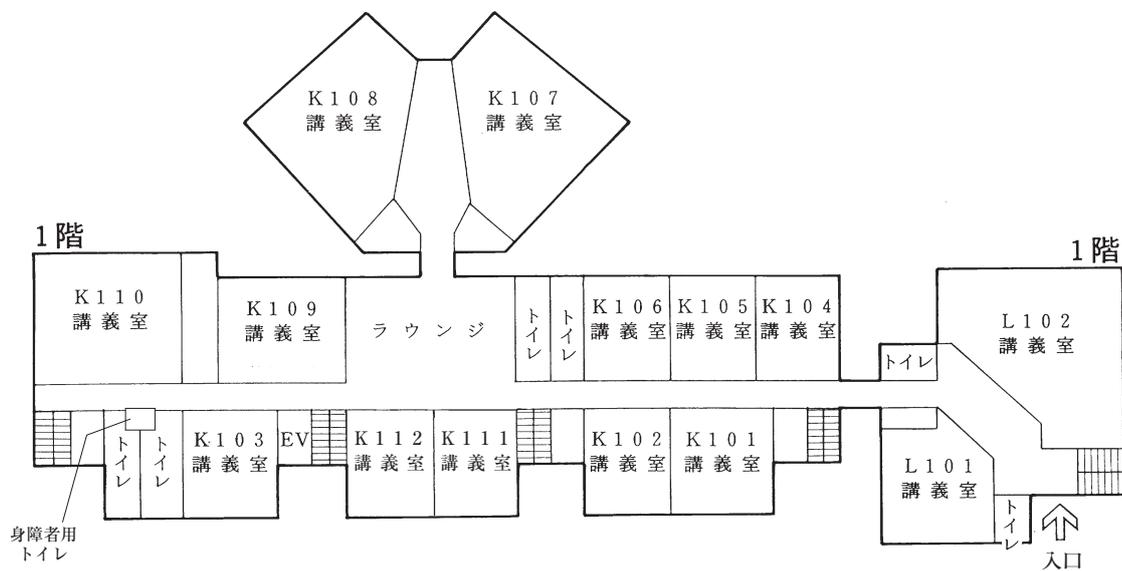 K108
講義室
K107
講義室
1階
1階
K110
講義室
K109
講義室
ラウンジ
トイレ
トイレ
K106
講義室
K105
講義室
K104
講義室
トイレ
L102
講義室
トイレ
トイレ
K103
講義室
EV
K112
講義室
K111
講義室
K102
講義室
K101
講義室
L101
講義室
トイレ
身障者用
トイレ
入口